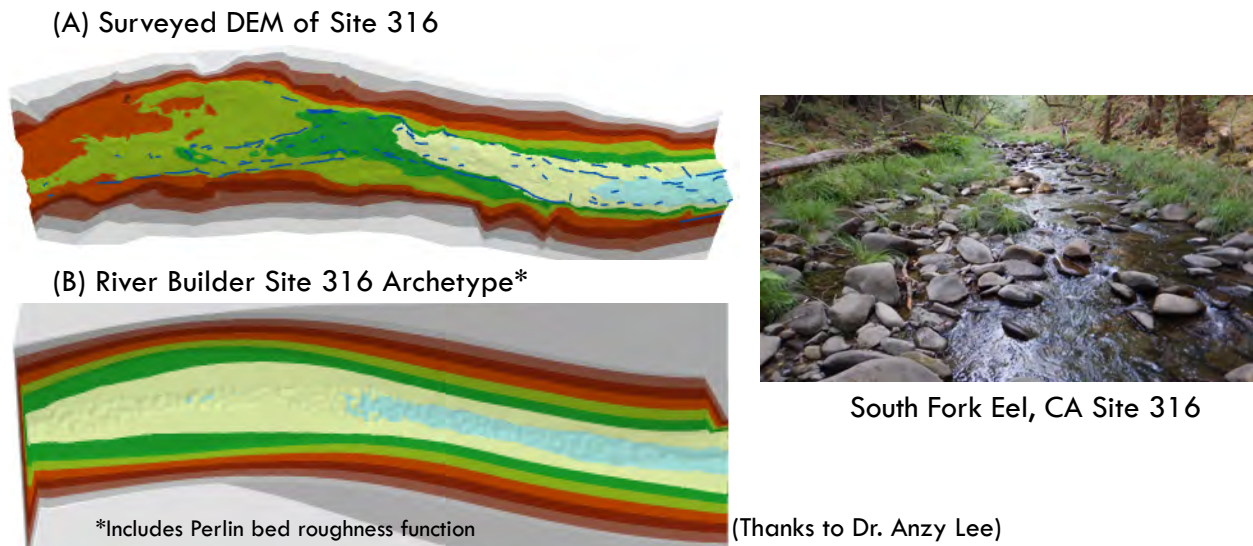 (A) Surveyed DEM of Site 316
(B) River Builder Site 316 Archetype*
South Fork Eel, CA Site 316
*Includes Perlin bed roughness function
(Thanks to Dr. Anzy Lee)